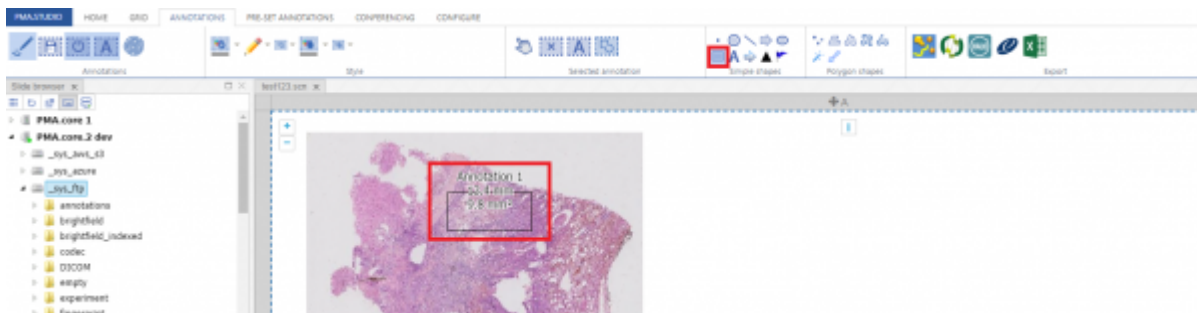 PMA.STUDIO HOME GRID ANNOTATIONS PRE-SET ANNOTATIONS CONFERENCING CONFIGURE
Annotations Style Selected annotation Simple shapes Polygon shapes Export
Slide browser x test123.scn x
A
PMA.core 1
PMA.core.2 dev
_sys_aws_s3
_sys_azure
_sys_ftp
annotations
brightfield
brightfield_indexed
codec
DICOM
empty
experiment
Annotation 1